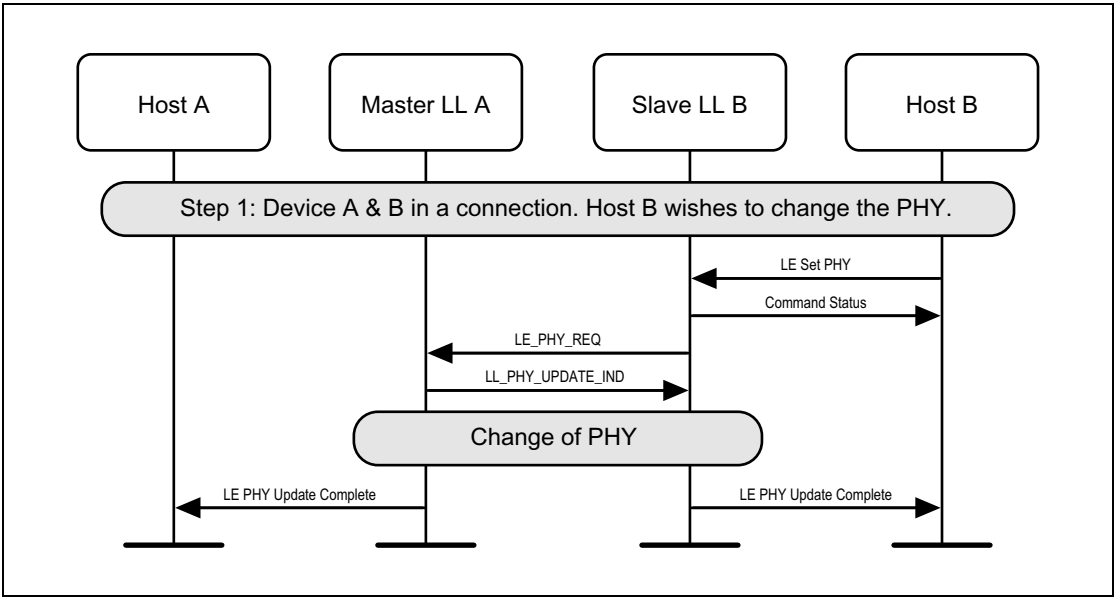 Host A
Master LL A
Slave LL B
Host B
Step 1: Device A & B in a connection. Host B wishes to change the PHY.
LE Set PHY
Command Status
LE_PHY_REQ
LL_PHY_UPDATE_IND
Change of PHY
LE PHY Update Complete
LE PHY Update Complete